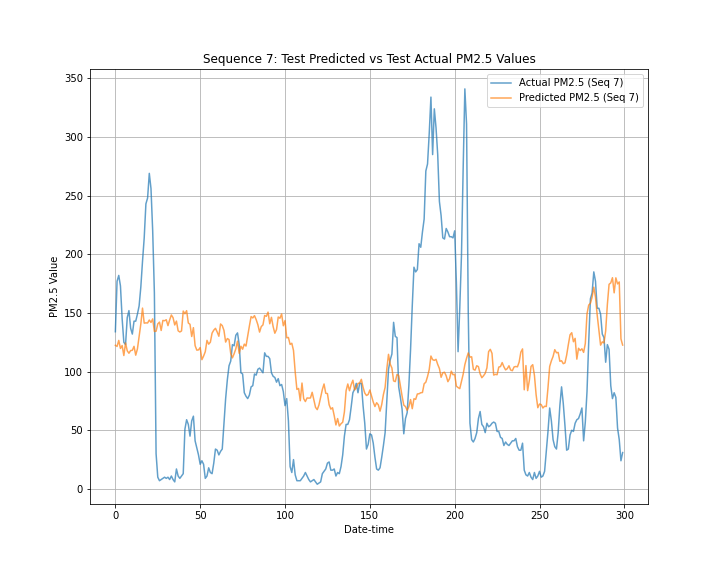 Sequence 7: Test Predicted vs Test Actual PM2.5 Values
Actual PM2.5 (Seq 7)
Predicted PM2.5 (Seq 7)
PM2.5 Value
350
300
250
200
150
100
50
0
0 50 100 150 200 250 300
Date-time